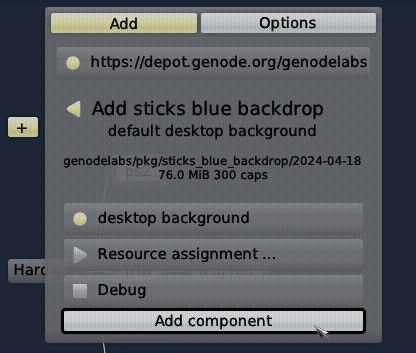 Add
Options
https://depot.genode.org/genodelabs
Add sticks blue backdrop
default desktop background
+
genodelabs/pkg/sticks_blue_backdrop/2024-04-18
ps2
76.0 MiB 300 caps
desktop background
Resource assignment ...
Hard
Debug
Add component